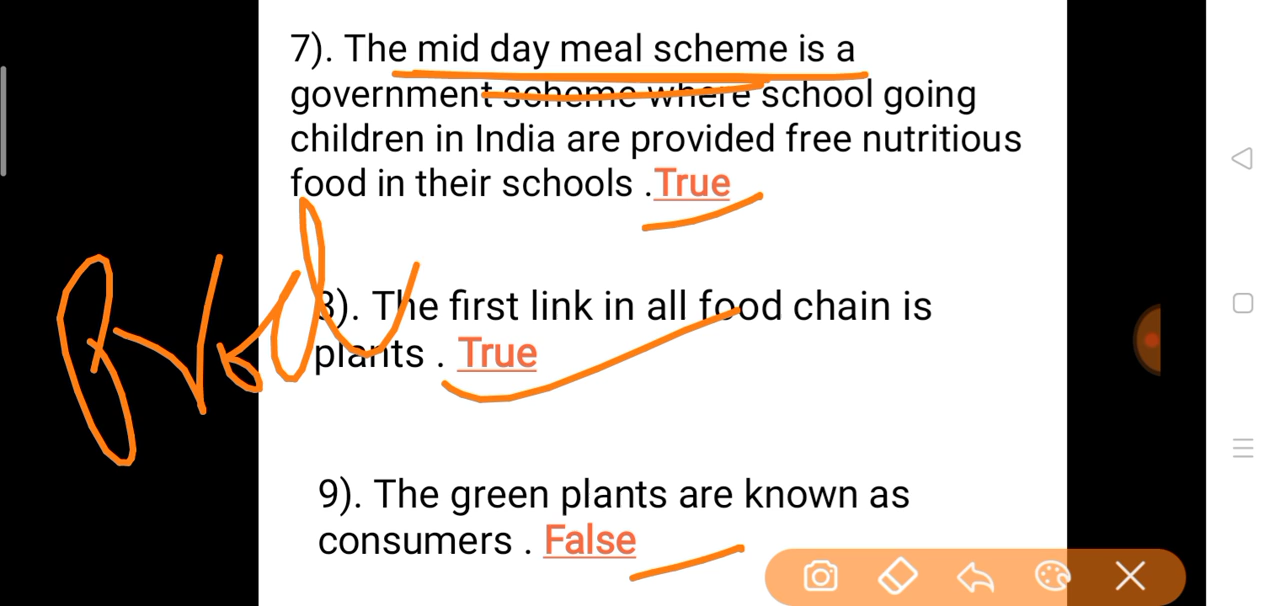 7). The mid day meal scheme is a
government scheme where school going
children in India are provided free nutritious
food in their schools .True
8). The first link in all food chain is
plants . True
Prod
9). The green plants are known as
consumers . False